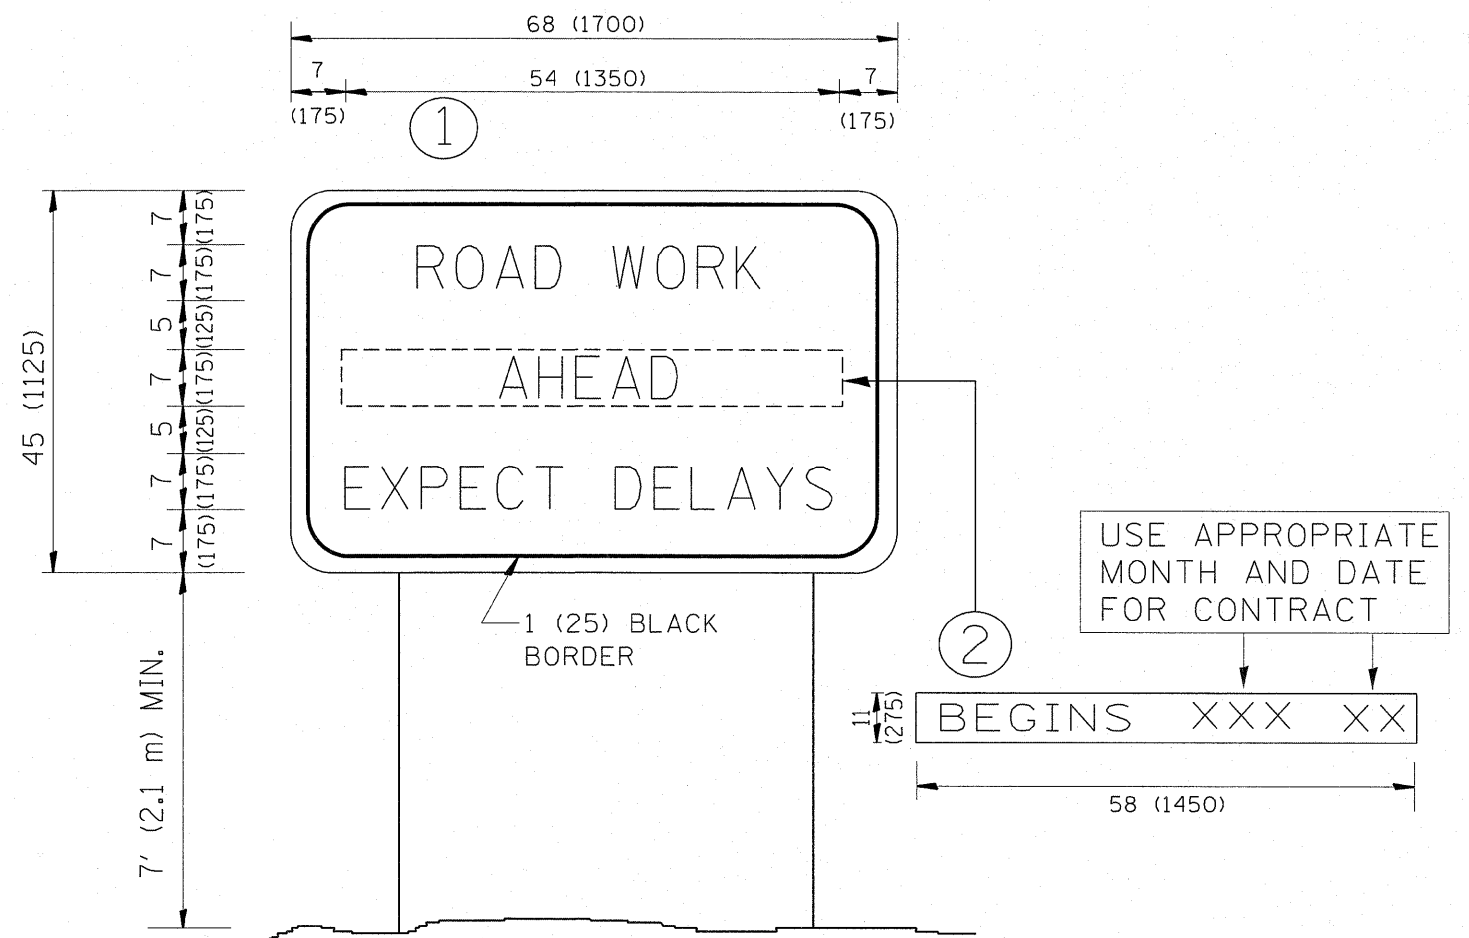 68 (1700)
7
54 (1350)
7
(175)
(175)
1
45 (1125)
7
(175)
7
(175)
5
(125)
7
(175)
5
(125)
7
(175)
7
(175)
ROAD WORK
AHEAD
EXPECT DELAYS
1 (25) BLACK
BORDER
7' (2.1 m) MIN.
2
USE APPROPRIATE
MONTH AND DATE
FOR CONTRACT
11
(275)
BEGINS XXX XX
58 (1450)